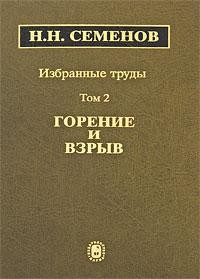 Н.Н. СЕМЕНОВ
Избранные труды
Том 2
ГОРЕНИЕ
И
ВЗРЫВ